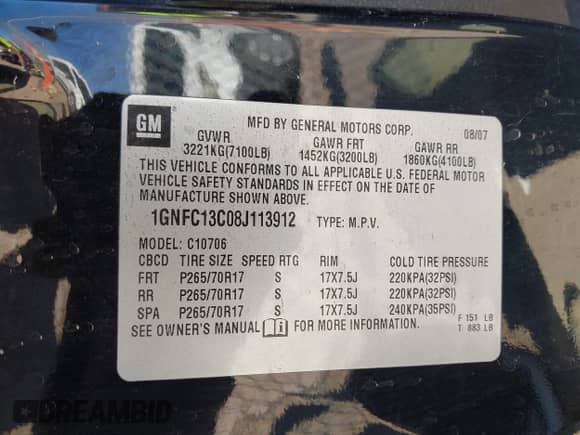 GM
MFD BY GENERAL MOTORS CORP. 08/07
GVWR GAWR FRT GAWR RR
3221KG(7100LB) 1452KG(3200LB) 1860KG(4100LB)
THIS VEHICLE CONFORMS TO ALL APPLICABLE U.S. FEDERAL MOTOR
VEHICLE SAFETY STANDARDS IN EFFECT ON THE DATE OF
MANUFACTURE SHOWN ABOVE.
1GNFC13C08J113912 TYPE: M.P.V.
MODEL: C10706
CBCD TIRE SIZE SPEED RTG RIM COLD TIRE PRESSURE
FRT P265/70R17 S 17X7.5J 220KPA(32PSI)
RR P265/70R17 S 17X7.5J 220KPA(32PSI)
SPA P265/70R17 S 17X7.5J 240KPA(35PSI)
SEE OWNER'S MANUAL FOR MORE INFORMATION.
F 151 LB
T 883 LB
DREAMBID